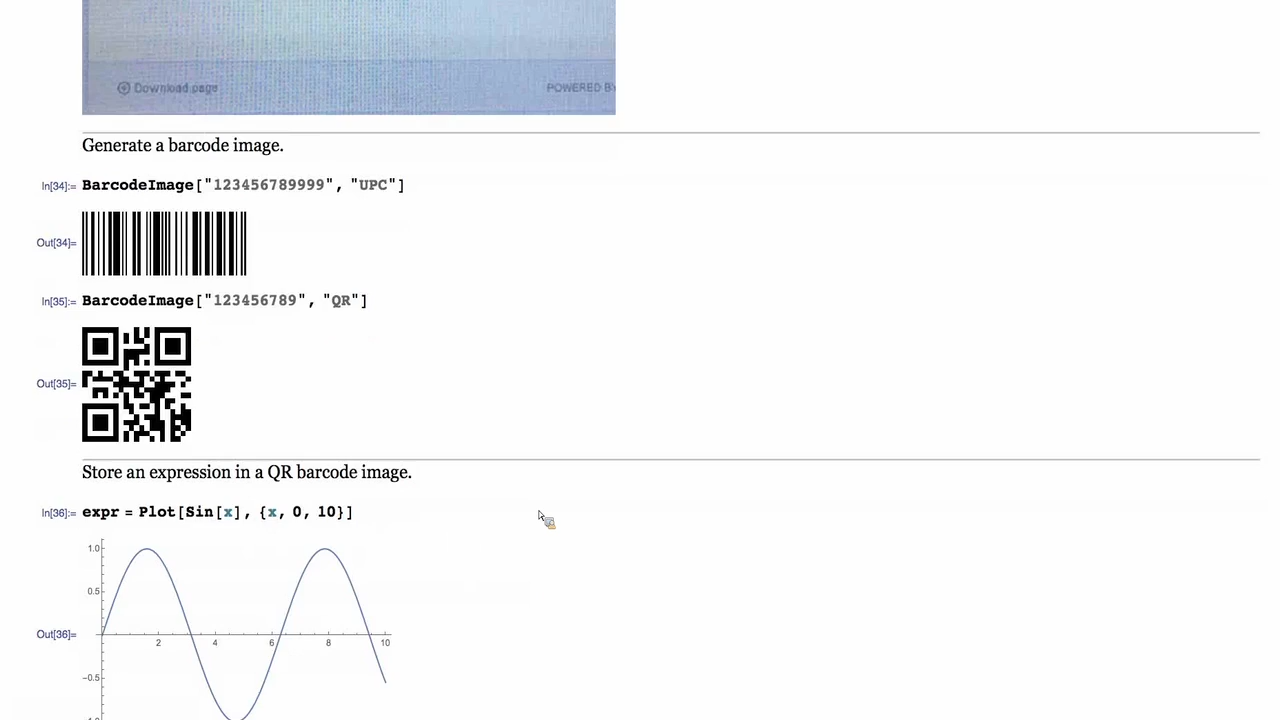 Download page
POWERED BY
Generate a barcode image.
In[34]:= BarcodeImage["123456789999", "UPC"]
Out[34]=
In[35]:= BarcodeImage["123456789", "QR"]
Out[35]=
Store an expression in a QR barcode image.
In[36]:= expr = Plot[Sin[x], {x, 0, 10}]
1.0
0.5
Out[36]=
2 4 6 8 10
-0.5